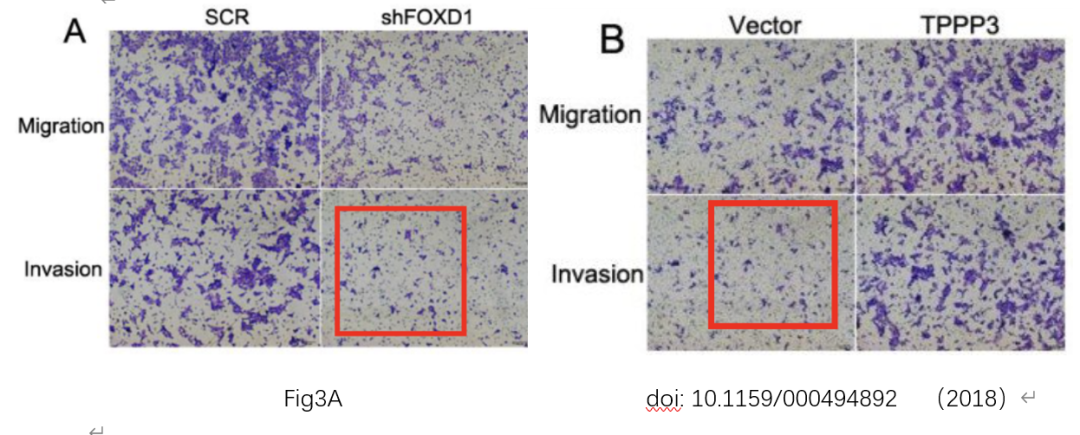 A
SCR
shFOXD1
B
Vector
TPPP3
Migration
Migration
Invasion
Invasion
Fig3A
doi: 10.1159/000494892 (2018)